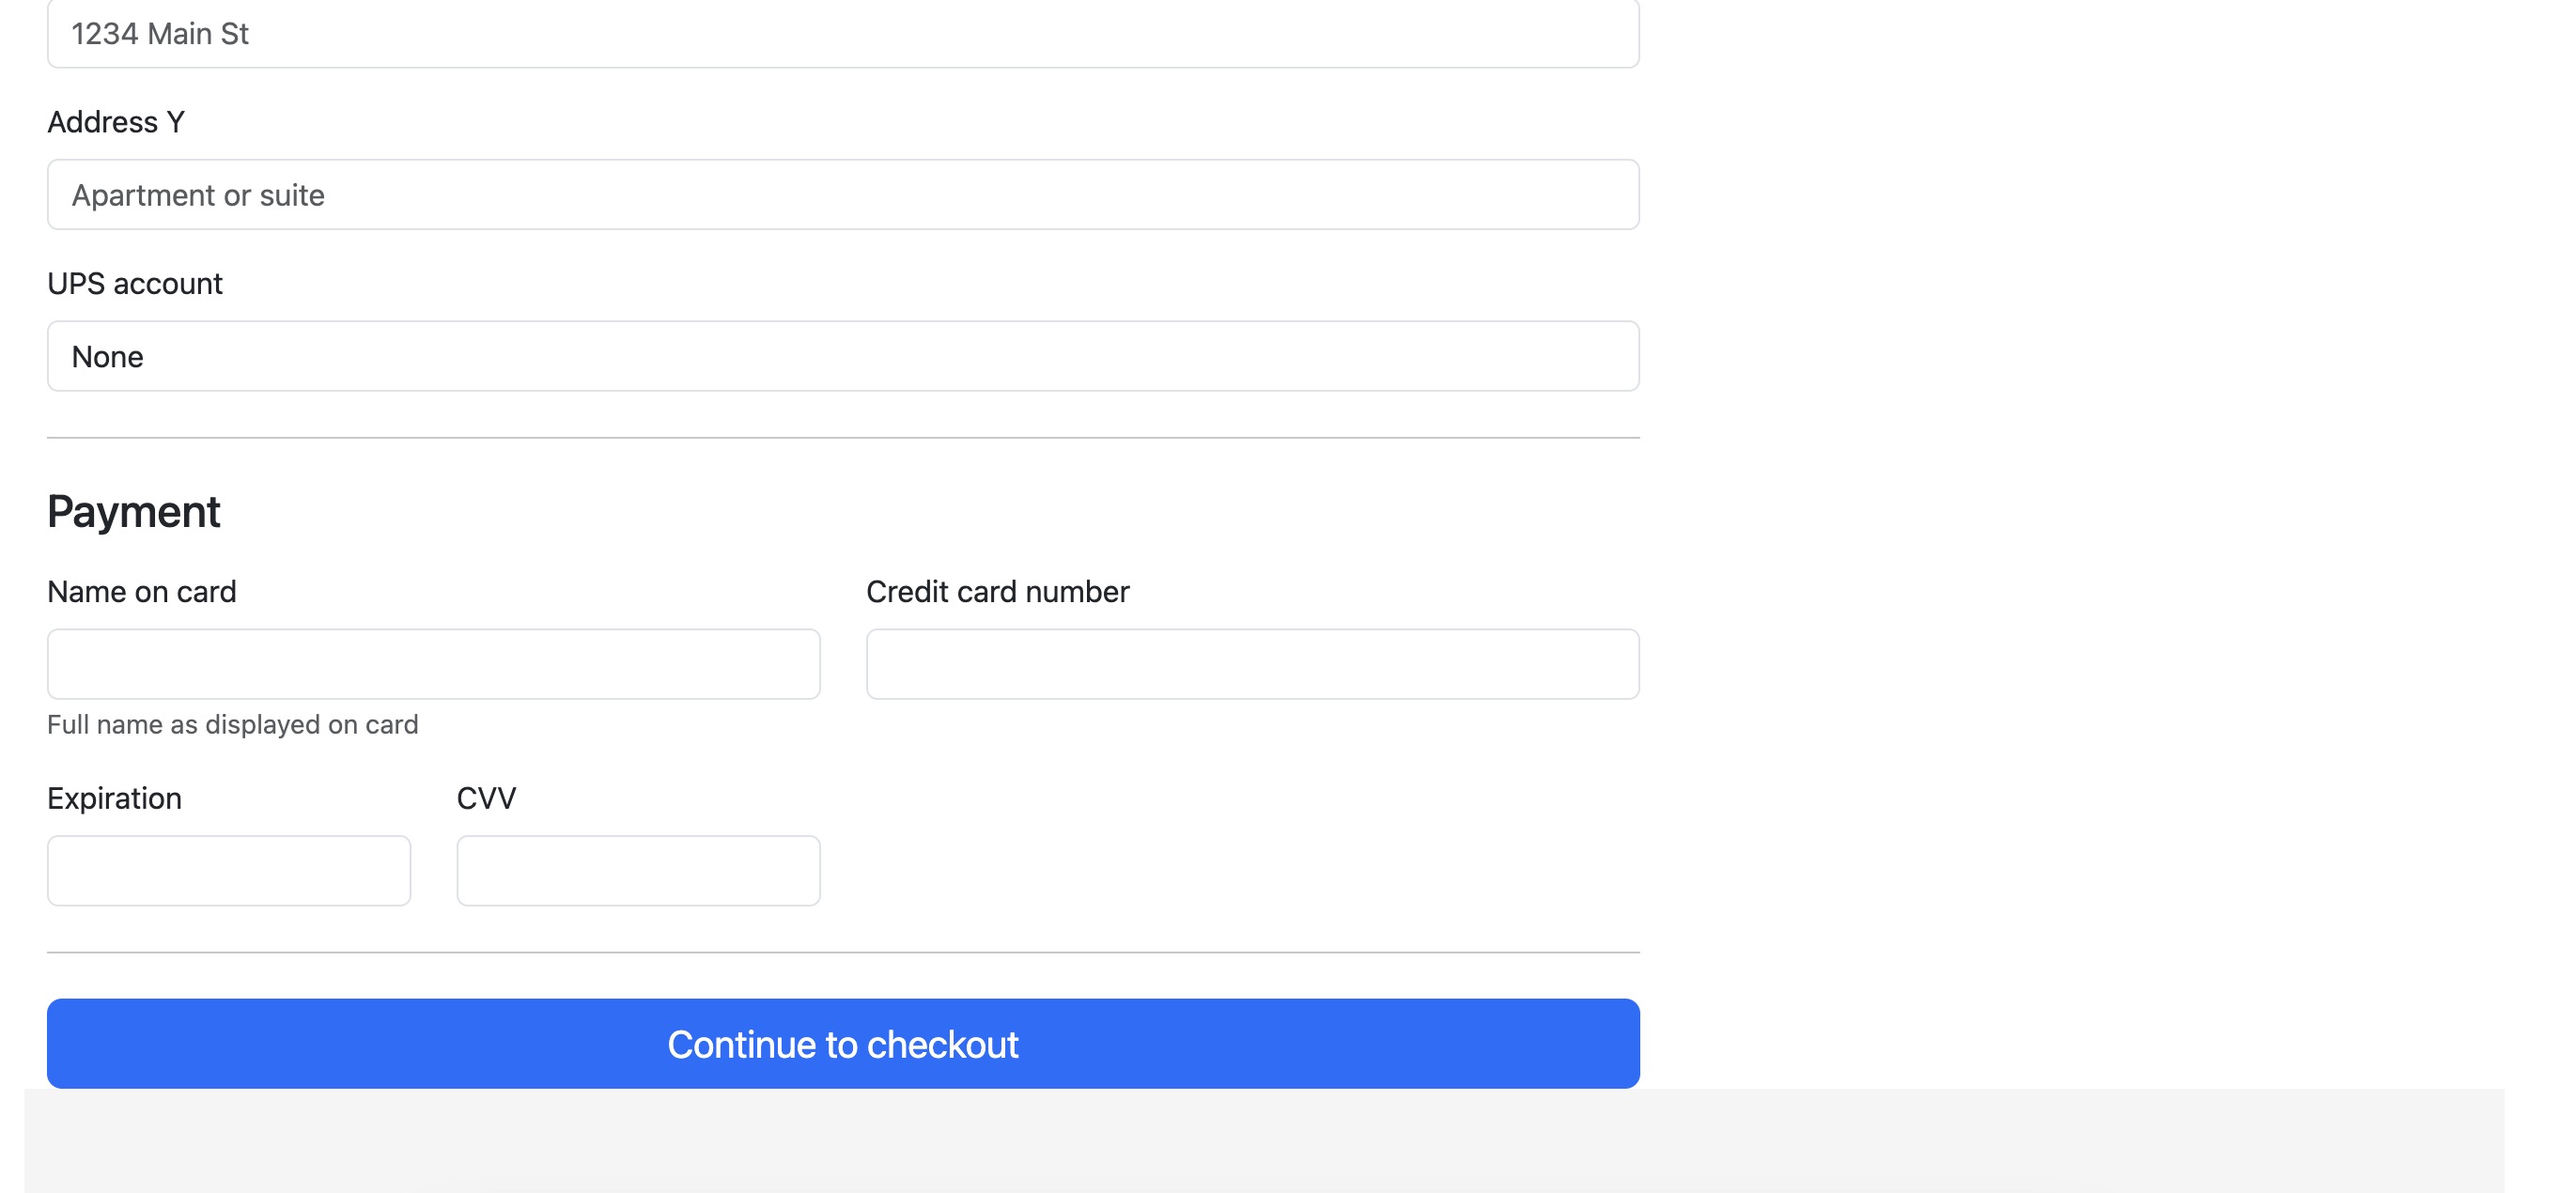 1234 Main St
Address Y
Apartment or suite
UPS account
None
Payment
Name on card
Credit card number
Full name as displayed on card
Expiration
CVV
Continue to checkout